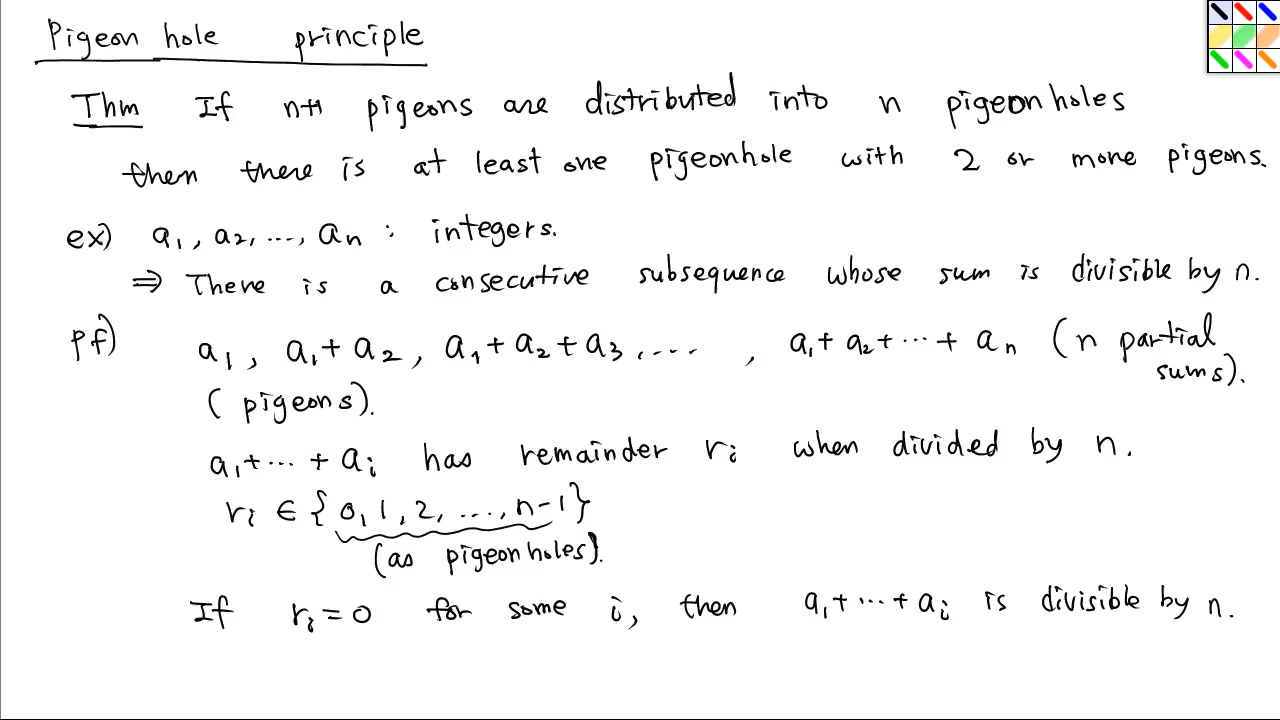 Pigeon hole principle
Thm If n+1 pigeons are distributed into n pigeonholes
then there is at least one pigeonhole with 2 or more pigeons.
ex) a₁, a₂, ..., aₙ : integers.
⇒ There is a consecutive subsequence whose sum is divisible by n.
pf) a₁, a₁+a₂, a₁+a₂+a₃, ...., a₁+a₂+⋯+aₙ (n partial
sums).
(pigeons).
a₁+⋯+aᵢ has remainder rᵢ when divided by n.
rᵢ ∈ {0, 1, 2, ..., n-1}
(as pigeonholes).
If rᵢ=0 for some i, then a₁+⋯+aᵢ is divisible by n.